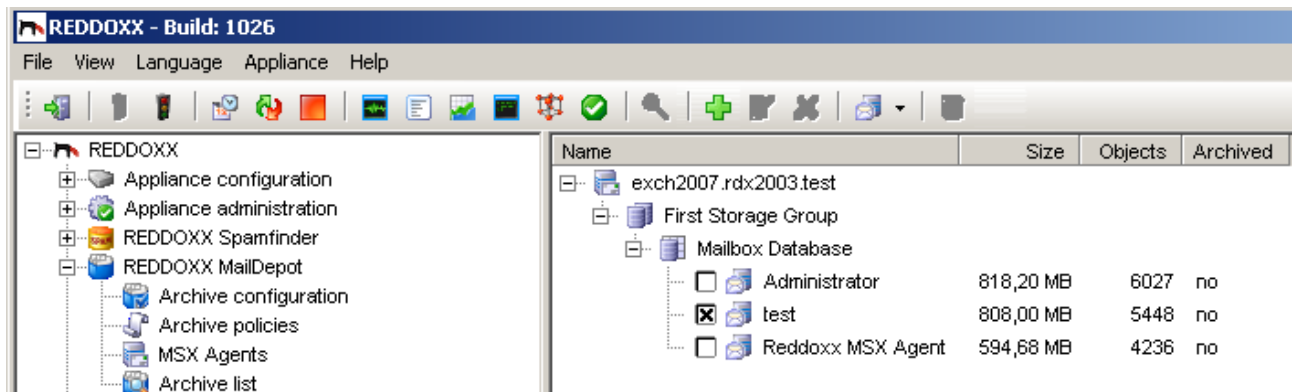 REDDOXX - Build: 1026
File View Language Appliance Help
REDDOXX
Appliance configuration
Appliance administration
REDDOXX Spamfinder
REDDOXX MailDepot
Archive configuration
Archive policies
MSX Agents
Archive list
Name Size Objects Archived
exch2007.rdx2003.test
First Storage Group
Mailbox Database
Administrator 818,20 MB 6027 no
test 808,00 MB 5448 no
Reddoxx MSX Agent 594,68 MB 4236 no